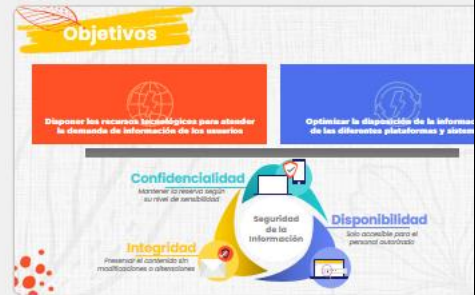 Objetivos
Disponer los recursos tecnológicos para atender
la demanda de información de los usuarios
Optimizar la disposición de la informac
de las diferentes plataformas y sistem
Confidencialidad
Mantener la reserva según
su nivel de sensibilidad
Seguridad
de la
Información
Disponibilidad
Solo accesible para el
personal autorizado
Integridad
Preservar el contenido sin
modificaciones o alteraciones